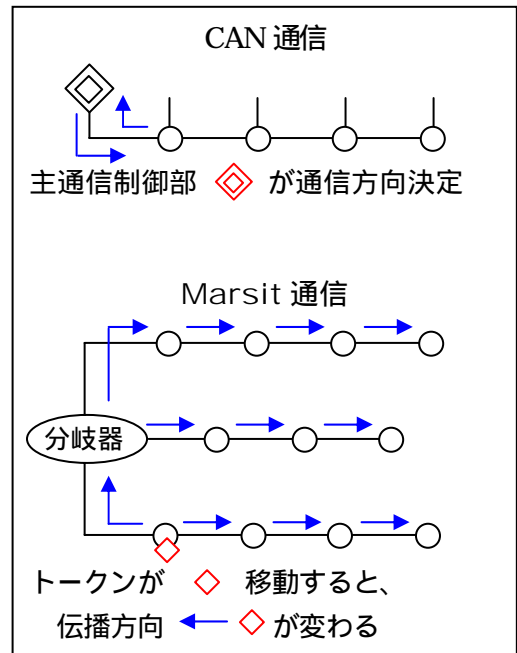 CAN 通信
主通信制御部 が通信方向決定
Marsit 通信
分岐器
トークンが 移動すると、
伝播方向 が変わる